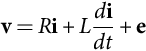 v = Ri + L di/dt + e